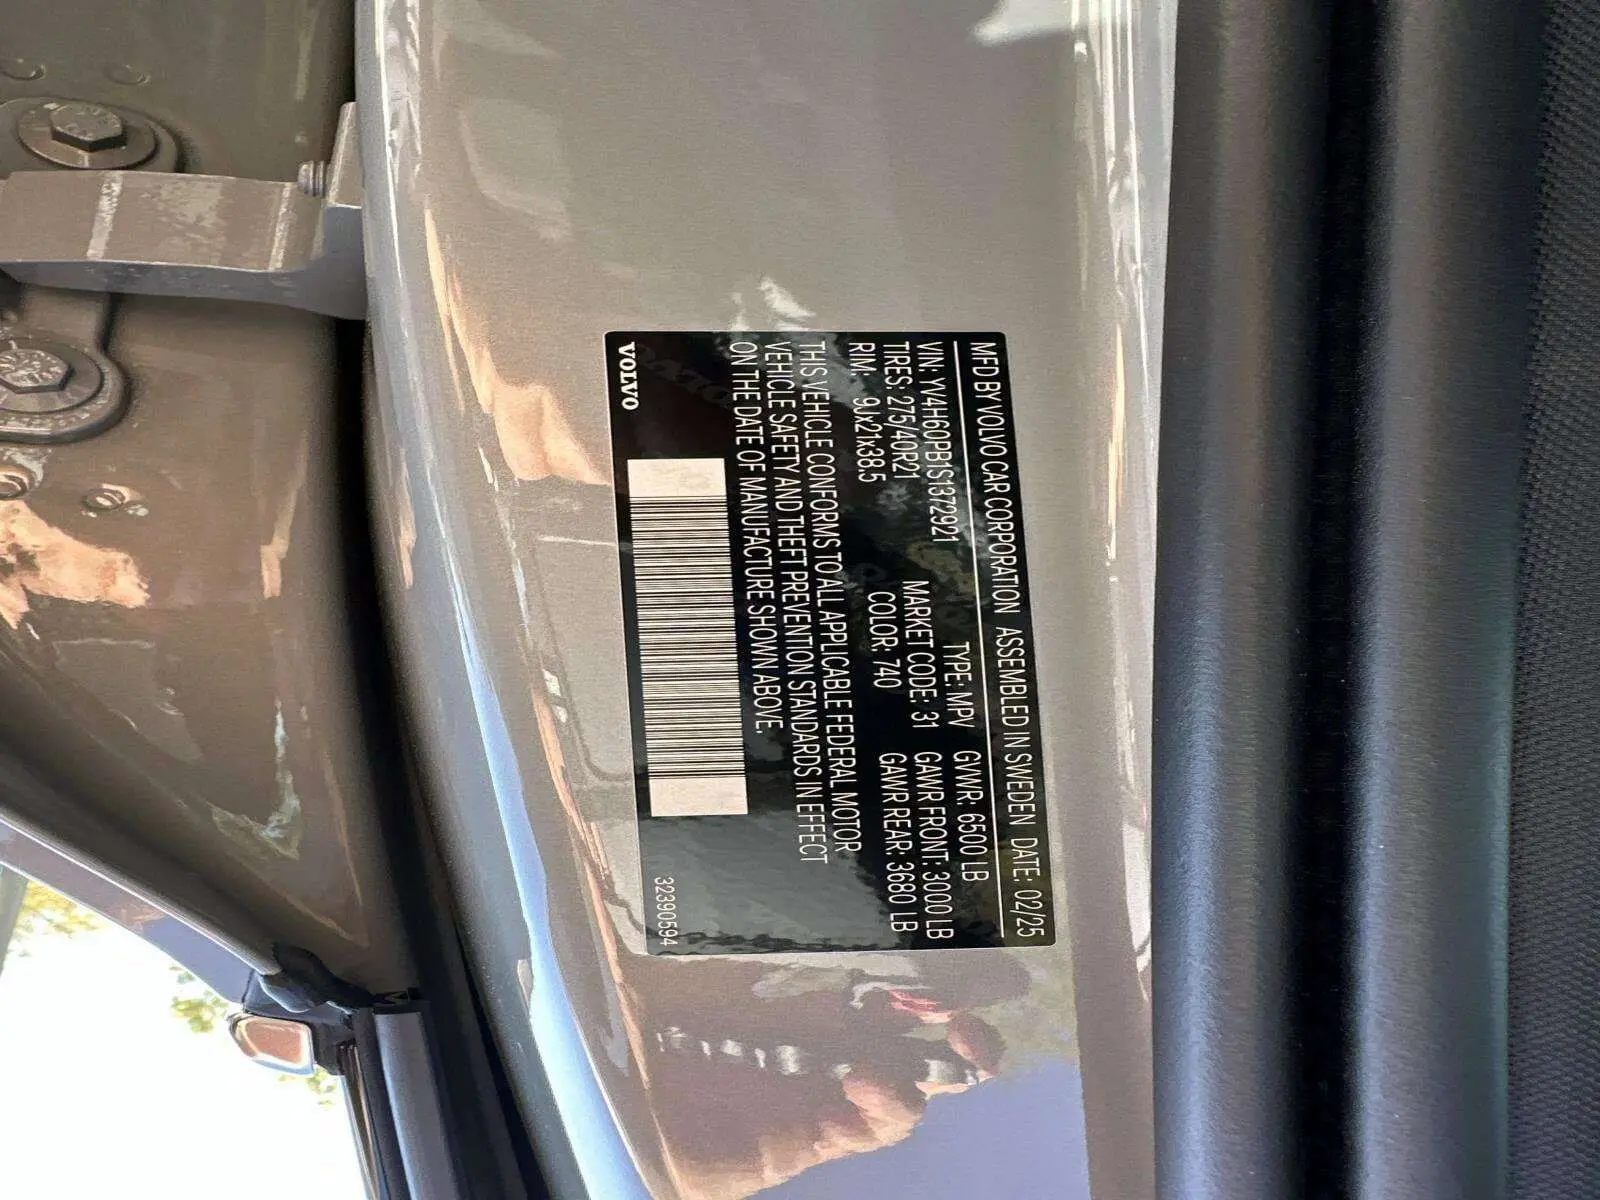 MFD BY VOLVO CAR CORPORATION ASSEMBLED IN SWEDEN DATE: 02/25
VIN: YV4H60PB1S1372921 TYPE: MPV GVWR: 6500 LB
TIRES: 275/40R21 MARKET CODE: 31 GAWR FRONT: 3000 LB
RIM: 9Jx21x38.5 COLOR: 740 GAWR REAR: 3680 LB
THIS VEHICLE CONFORMS TO ALL APPLICABLE FEDERAL MOTOR
VEHICLE SAFETY AND THEFT PREVENTION STANDARDS IN EFFECT
ON THE DATE OF MANUFACTURE SHOWN ABOVE.
VOLVO
32390594